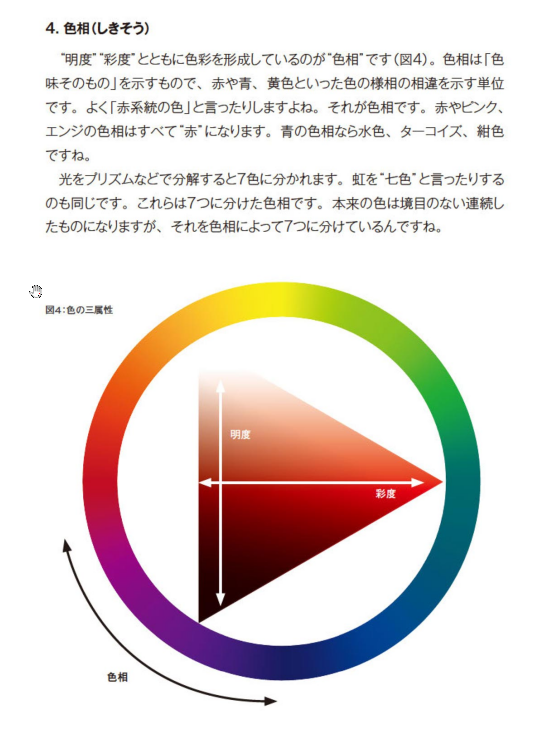 4. 色相（しきそう）
“明度”“彩度”とともに色彩を形成しているのが“色相”です（図4）。色相は「色
味そのもの」を示すもので、赤や青、黄色といった色の様相の相違を示す単位
です。よく「赤系統の色」と言ったりしますよね。それが色相です。赤やピンク、
エンジの色相はすべて“赤”になります。青の色相なら水色、ターコイズ、紺色
ですね。
光をプリズムなどで分解すると7色に分かれます。虹を“七色”と言ったりする
のも同じです。これらは7つに分けた色相です。本来の色は境目のない連続し
たものになりますが、それを色相によって7つに分けているんですね。
図4：色の三属性
明度
彩度
色相